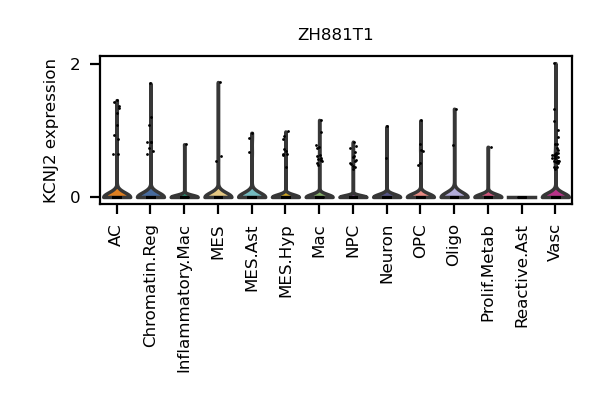 ZH881T1
KCNJ2 expression
2
0
AC
Chromatin.Reg
Inflammatory.Mac
MES
MES.Ast
MES.Hyp
Mac
NPC
Neuron
OPC
Oligo
Prolif.Metab
Reactive.Ast
Vasc